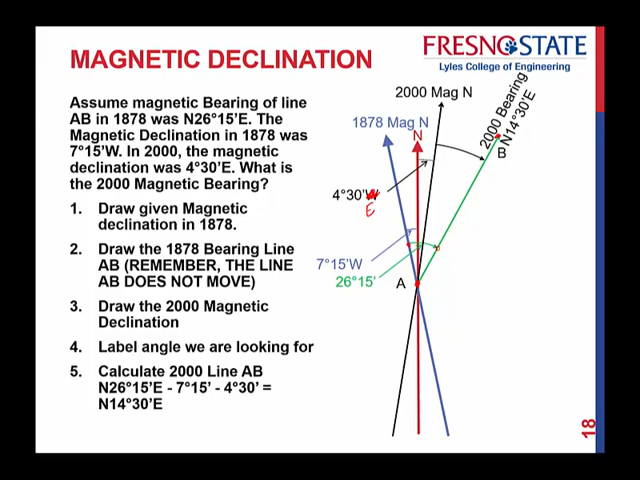 MAGNETIC DECLINATION
FRESNO STATE
Lyles College of Engineering
Assume magnetic Bearing of line
AB in 1878 was N26°15'E. The
Magnetic Declination in 1878 was
7°15'W. In 2000, the magnetic
declination was 4°30'E. What is
the 2000 Magnetic Bearing?
1. Draw given Magnetic
declination in 1878.
2. Draw the 1878 Bearing Line
AB (REMEMBER, THE LINE
AB DOES NOT MOVE)
3. Draw the 2000 Magnetic
Declination
4. Label angle we are looking for
5. Calculate 2000 Line AB
N26°15'E - 7°15' - 4°30' =
N14°30'E
2000 Mag N
1878 Mag N
N
2000 Bearing
N14°30'E
B
4°30'W
E
7°15'W
26°15'
A
18